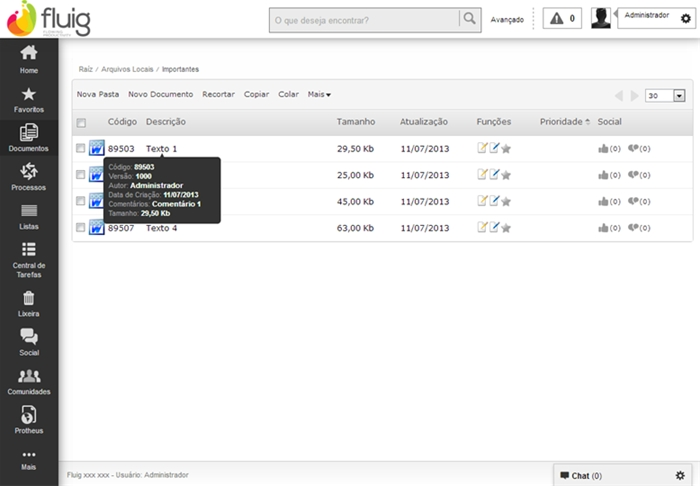 fluig
O que deseja encontrar?
Avançado
0
Administrador
Home
Favoritos
Documentos
Processos
Listas
Central de
Tarefas
Lixeira
Social
Comunidades
Protheus
Mais
Raíz / Arquivos Locais / Importantes
Nova Pasta Novo Documento Recortar Copiar Colar Mais 30
Código Descrição Tamanho Atualização Funções Prioridade Social
89503 Texto 1 29,50 Kb 11/07/2013 (0) (0)
Código: 89503
Versão: 1000
Autor: Administrador
Data de Criação: 11/07/2013
Comentários: Comentário 1
Tamanho: 29,50 Kb
25,00 Kb 11/07/2013 (0) (0)
45,00 Kb 11/07/2013 (0) (0)
89507 Texto 4 63,00 Kb 11/07/2013 (0) (0)
Fluig xxx xxx - Usuário: Administrador
Chat (0)